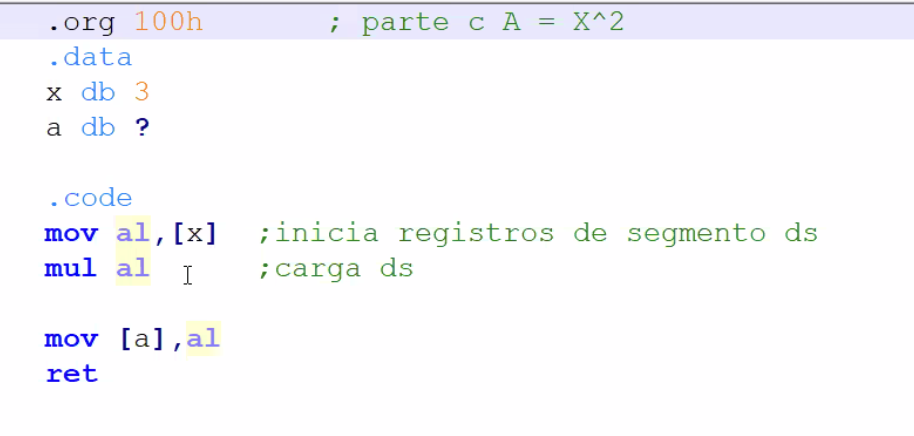 .org 100h        ; parte c A = X^2
.data
x db 3
a db ?
.code
mov al,[x]  ;inicia registros de segmento ds
mul al      ;carga ds
mov [a],al
ret